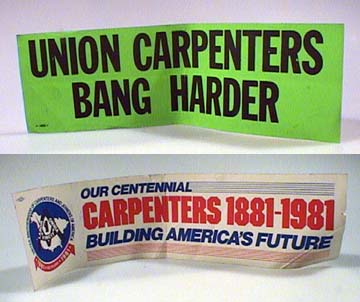 UNION CARPENTERS
BANG HARDER
OUR CENTENNIAL
CARPENTERS 1881-1981
BUILDING AMERICA'S FUTURE